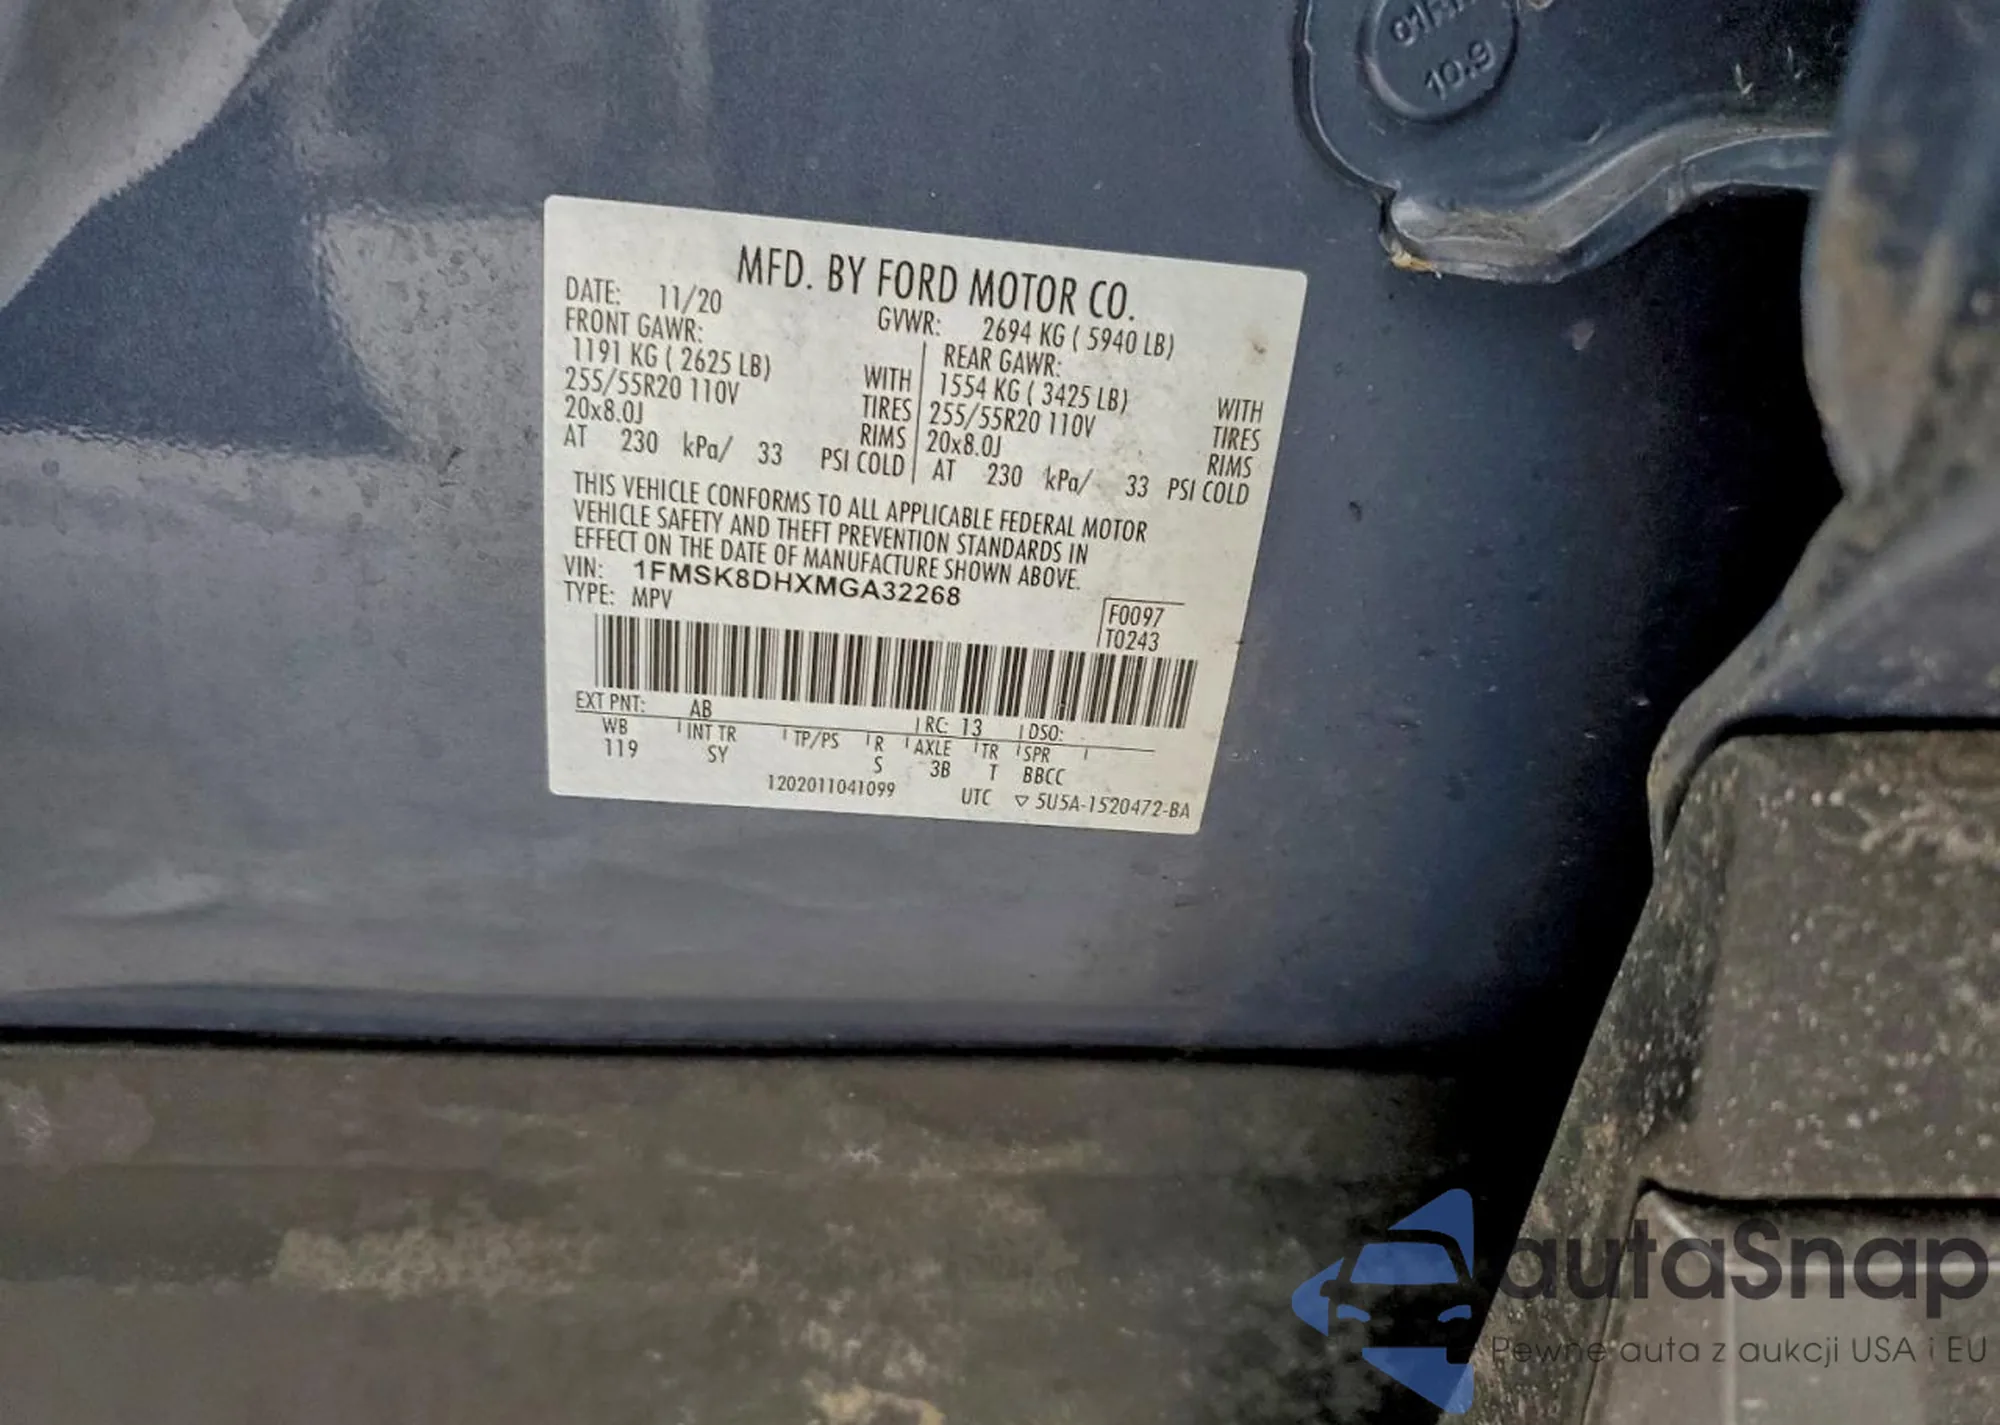 10.9
MFD. BY FORD MOTOR CO.
DATE: 11/20 GVWR: 2694 KG ( 5940 LB)
FRONT GAWR: REAR GAWR:
1191 KG ( 2625 LB) WITH 1554 KG ( 3425 LB) WITH
255/55R20 110V TIRES 255/55R20 110V TIRES
20x8.0J RIMS 20x8.0J RIMS
AT 230 kPa/ 33 PSI COLD AT 230 kPa/ 33 PSI COLD
THIS VEHICLE CONFORMS TO ALL APPLICABLE FEDERAL MOTOR
VEHICLE SAFETY AND THEFT PREVENTION STANDARDS IN
EFFECT ON THE DATE OF MANUFACTURE SHOWN ABOVE.
VIN: 1FMSK8DHXMGA32268
TYPE: MPV F0097
T0243
EXT PNT: AB RC: 13 DSO:
WB INT TR TP/PS R AXLE TR SPR
119 SY S 3B T BBCC
1202011041099 UTC ▽ 5U5A-1520472-BA
autaSnap
Pewne auta z aukcji USA i EU